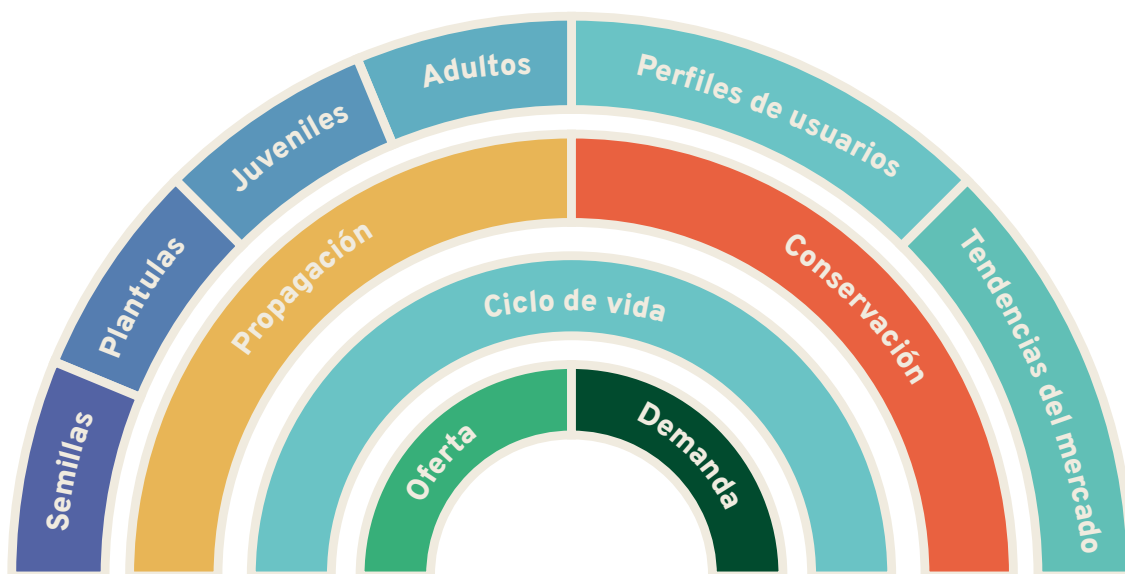 Semillas
Plantulas
Juveniles
Adultos
Perfiles de usuarios
Tendencias del mercado
Propagación
Conservación
Ciclo de vida
Oferta
Demanda